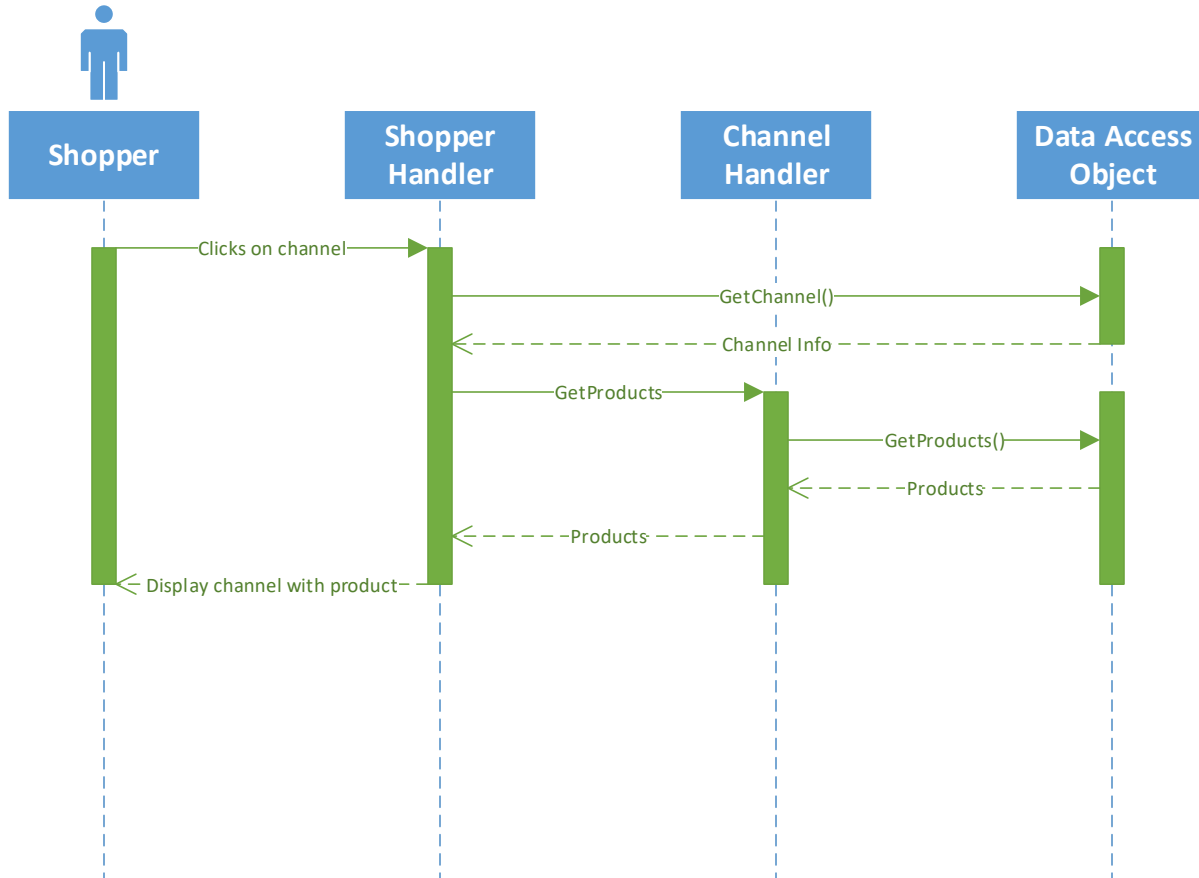 Shopper
Shopper
Handler
Channel
Handler
Data Access
Object
Clicks on channel
GetChannel()
Channel Info
GetProducts
GetProducts()
Products
Products
Display channel with product